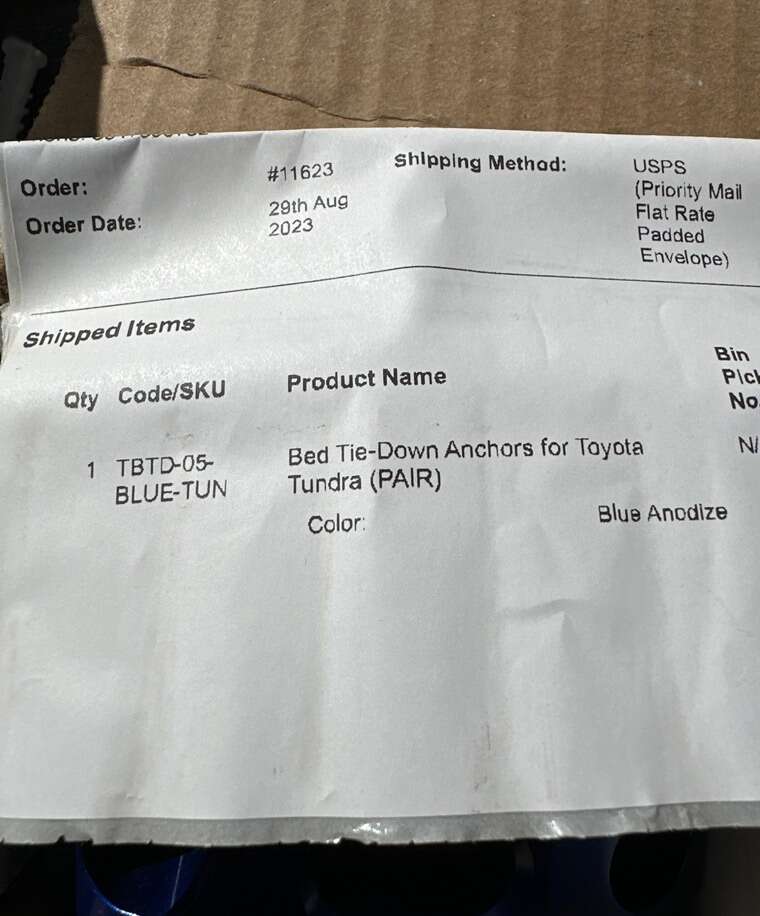 Order: #11623 Shipping Method: USPS
(Priority Mail
Order Date: 29th Aug Flat Rate
2023 Padded
Envelope)
Shipped Items
Bin
Qty Code/SKU Product Name Pick
No.
1 TBTD-05- Bed Tie-Down Anchors for Toyota N/
BLUE-TUN Tundra (PAIR)
Color: Blue Anodize